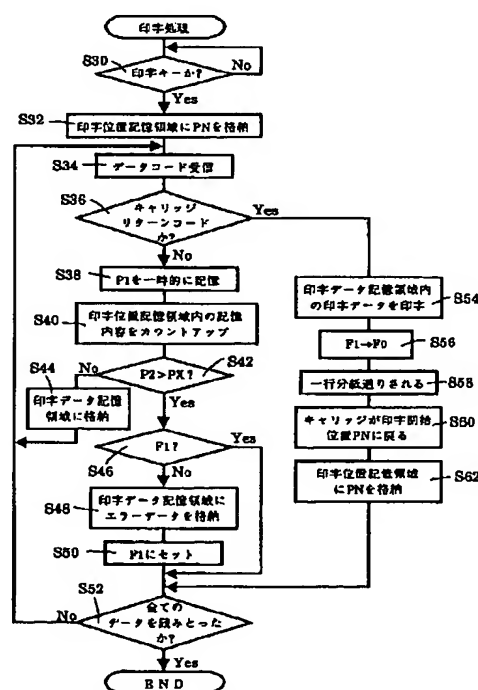 印字処理
S30
印字キーか?
No
Yes
S32
印字位置記憶領域にPNを格納
S34
データコード受信
S36
キャリッジ
リターンコード
か?
Yes
No
S38
P1を一時的に記憶
S40
印字位置記憶領域内の記憶
内容をカウントアップ
S42
P2>PX?
No
S44
印字データ記憶
領域に格納
Yes
F1?
Yes
S46
No
S48
印字データ記憶領域に
エラーデータを格納
S50
F1にセット
S52
全ての
データを読みとった
か?
No
Yes
END
印字データ記憶領域内
の印字データを印字
S54
F1→F0
S56
一行分紙送りされる
S58
キャリッジが印字開始
位置PNに戻る
S60
印字位置記憶領域
にPNを格納
S62